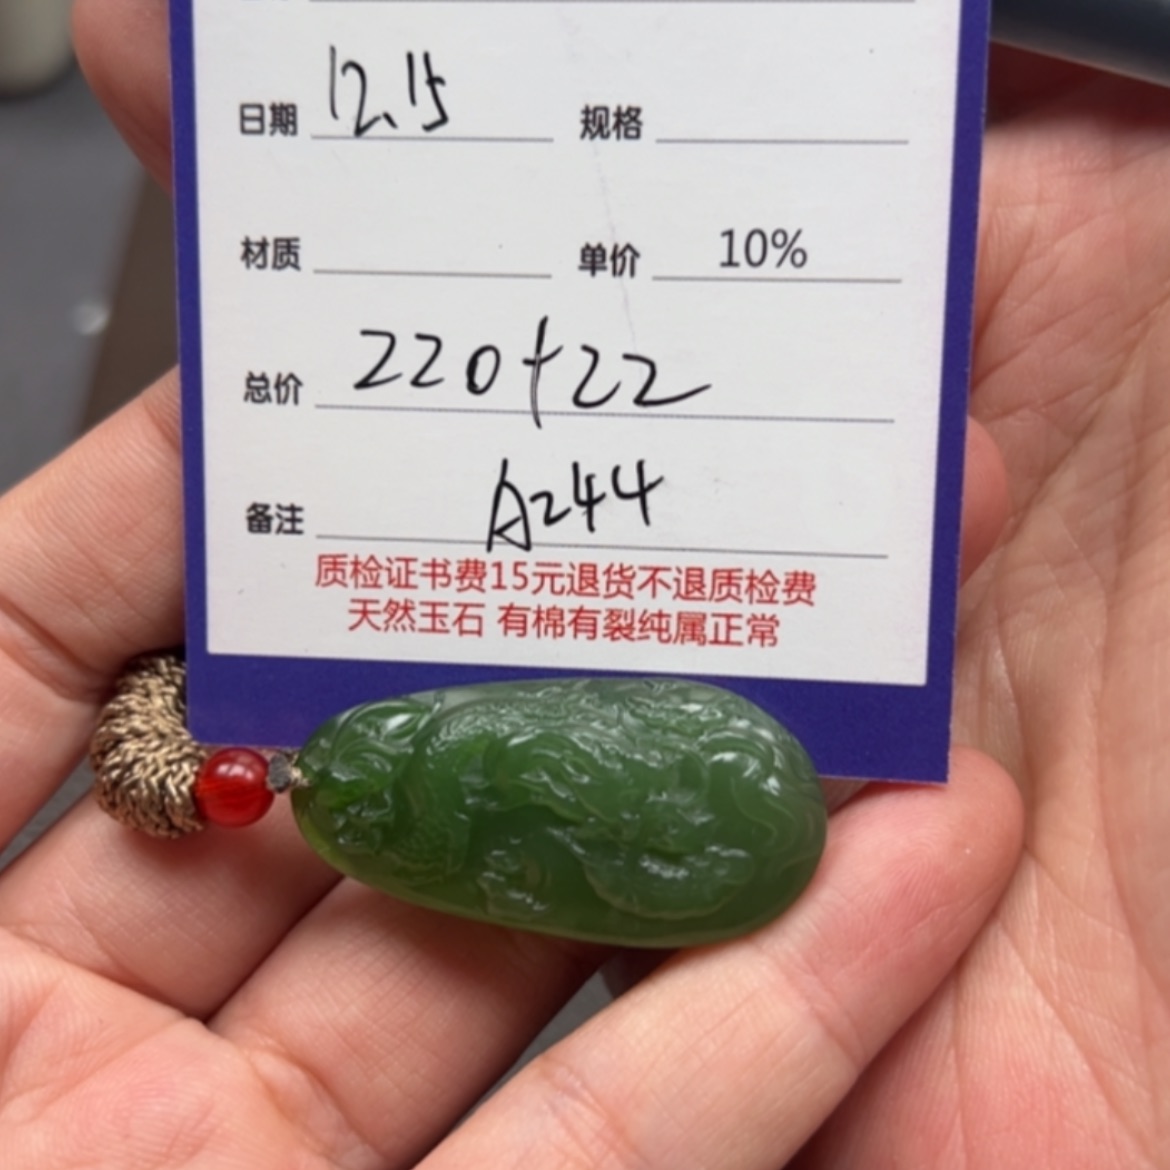 日期 12.15 规格
材质 单价 10%
总价 220+22
备注 A244
质检证书费15元退货不退质检费
天然玉石 有棉有裂纯属正常